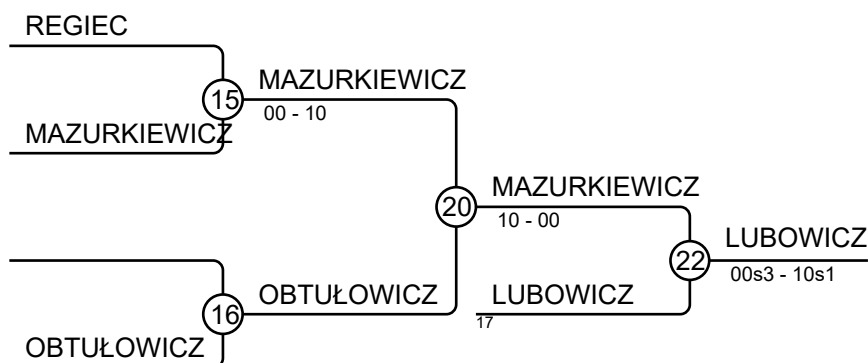 REGIEC
15
MAZURKIEWICZ
00 - 10
MAZURKIEWICZ
20
MAZURKIEWICZ
10 - 00
22
LUBOWICZ
00s3 - 10s1
16
OBTUŁOWICZ
LUBOWICZ
17
OBTUŁOWICZ